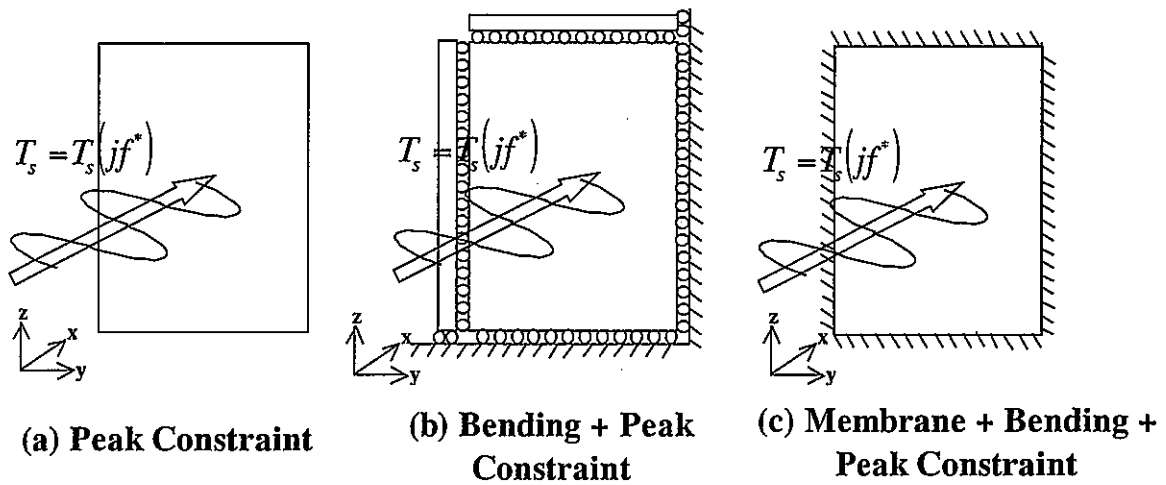 T_s = T_s(jf*)
z
x
y
(a) Peak Constraint
T_s = T_s(jf*)
z
x
y
(b) Bending + Peak
Constraint
T_s = T_s(jf*)
z
x
y
(c) Membrane + Bending +
Peak Constraint